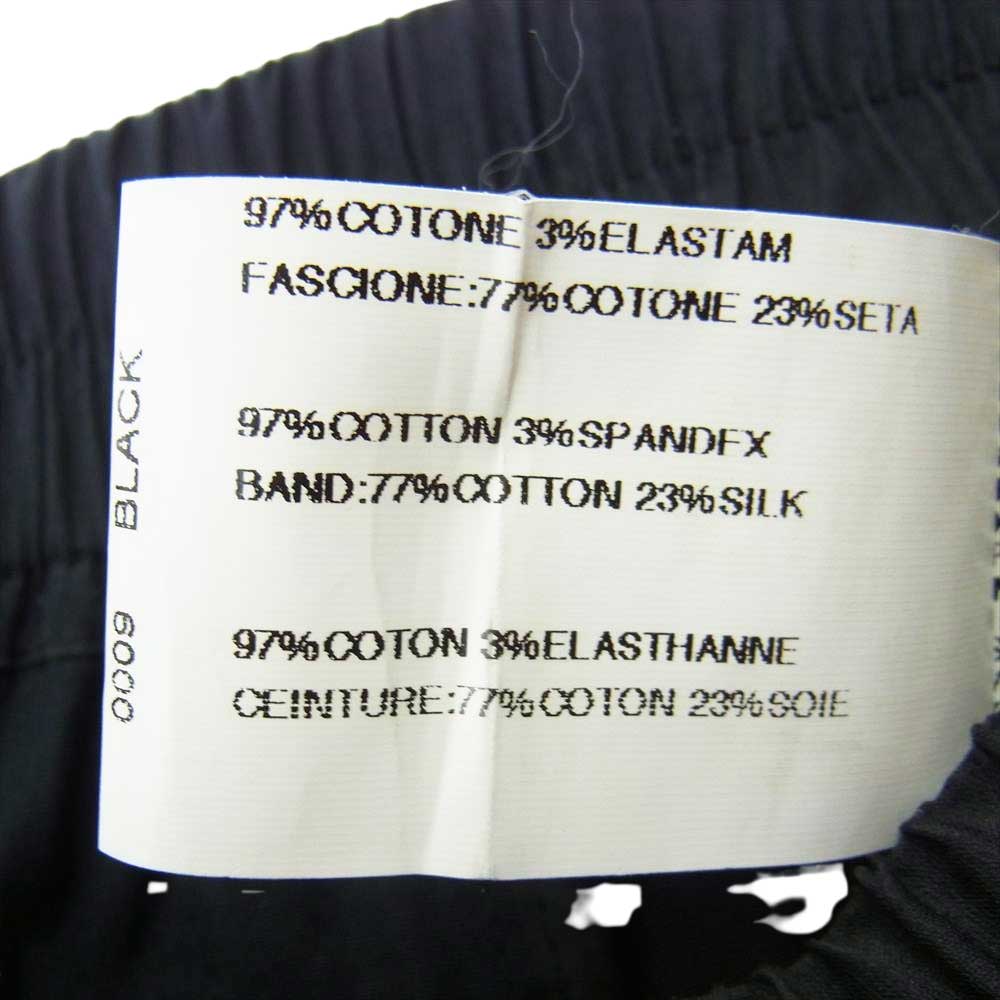 97% COTONE 3% ELASTAM
FASCIONE:77% COTONE 23% SETA
97% COTTON 3% SPANDEX
BAND:77% COTTON 23% SILK
97% COTON 3% ELASTHANNE
CEINTURE:77% COTON 23% SOIE
0009 BLACK